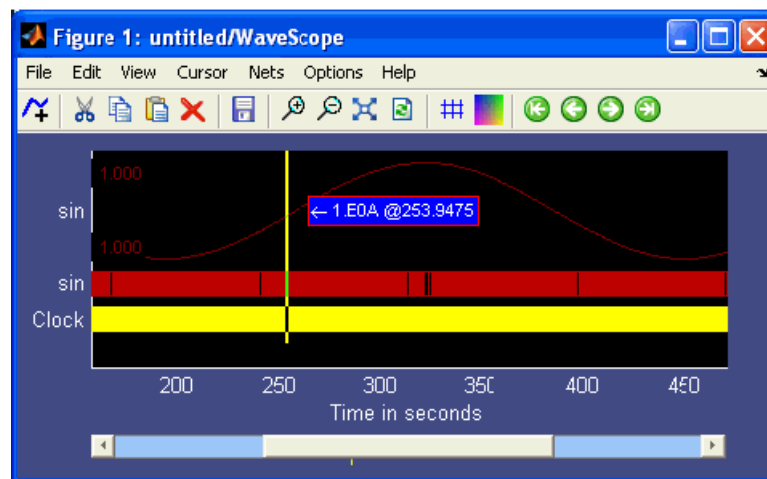 Figure 1: untitled/WaveScope
File Edit View Cursor Nets Options Help
1.000
sin
← 1.E0A @253.9475
1.000
sin
Clock
200 250 300 350 400 450
Time in seconds